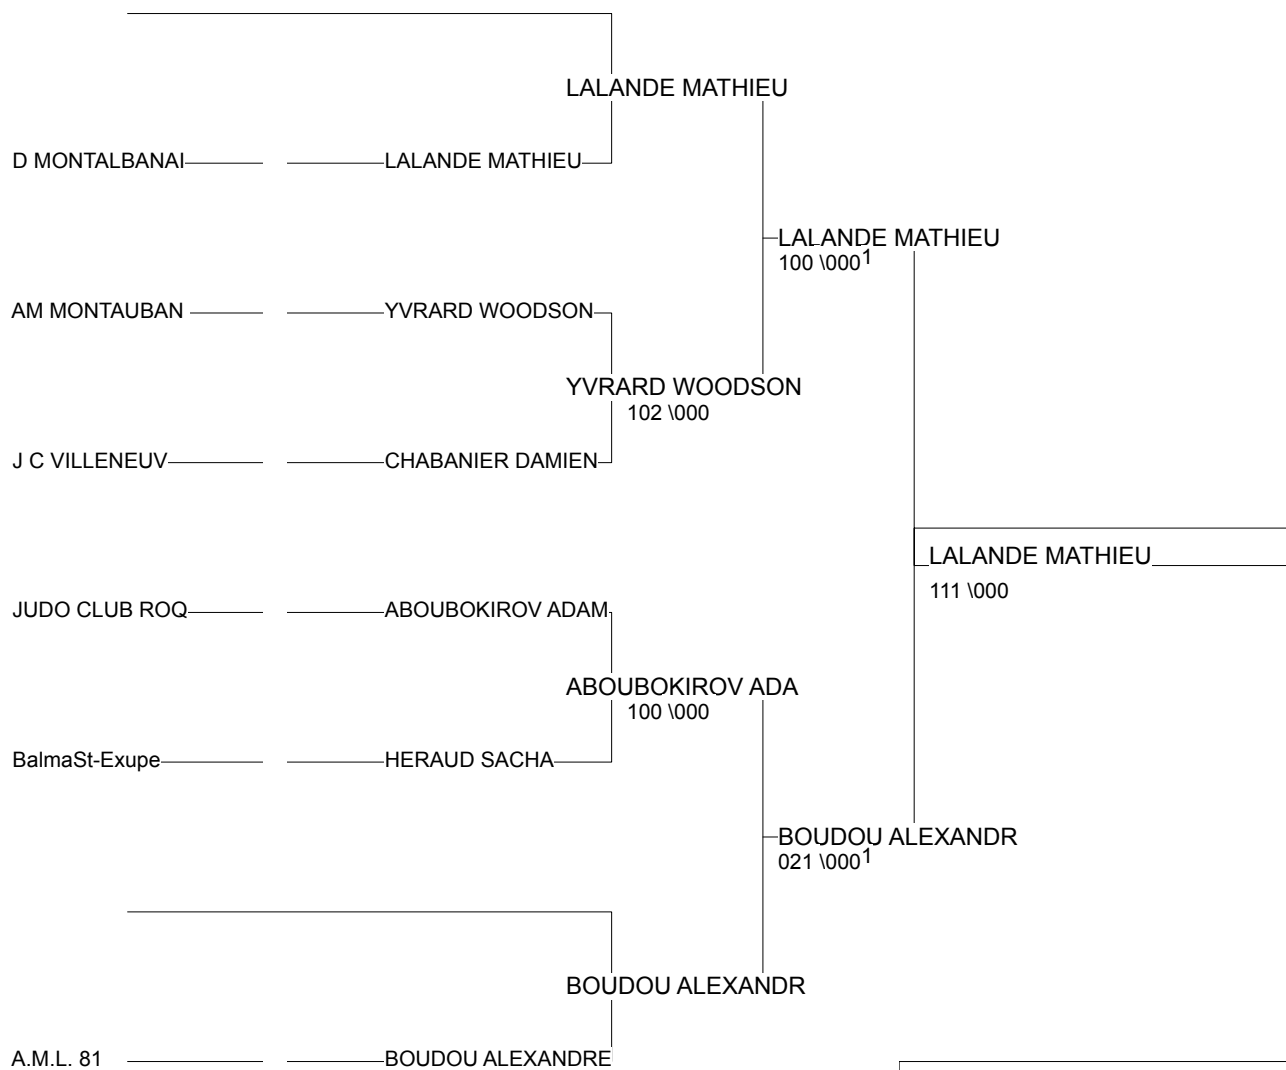 LALANDE MATHIEU
D MONTALBANAI LALANDE MATHIEU
LALANDE MATHIEU
100 \000 1
AM MONTAUBAN YVRARD WOODSON
YVRARD WOODSON
102 \000
J C VILLENEUV CHABANIER DAMIEN
LALANDE MATHIEU
111 \000
JUDO CLUB ROQ ABOUBOKIROV ADAM
ABOUBOKIROV ADA
100 \000
BalmaSt-Exupe HERAUD SACHA
BOUDOU ALEXANDR
021 \000 1
BOUDOU ALEXANDR
A.M.L. 81 BOUDOU ALEXANDRE